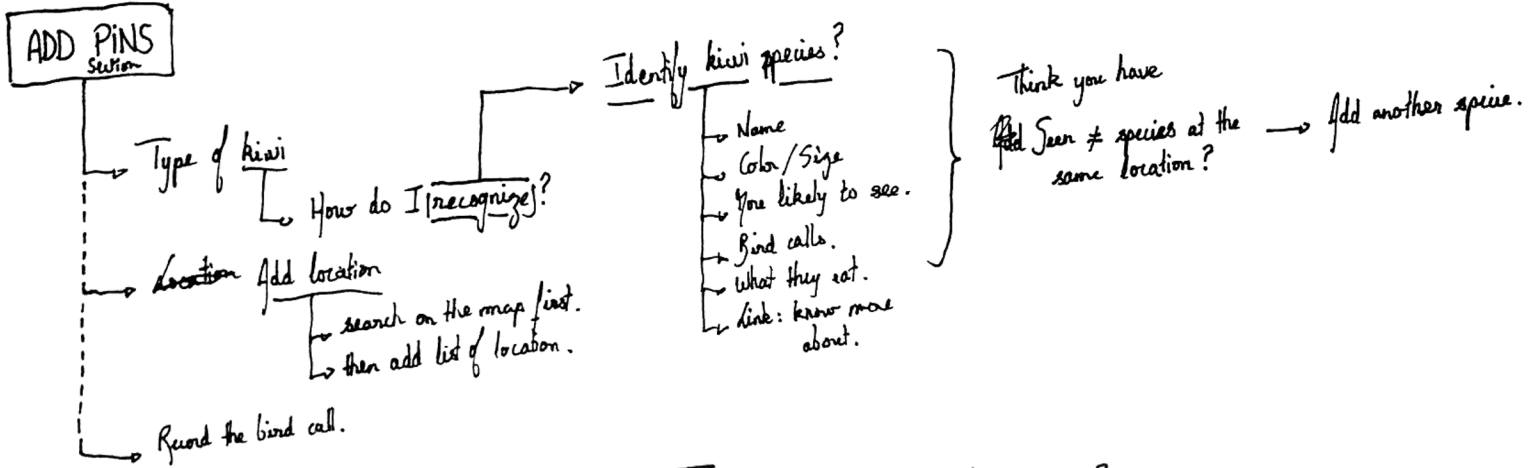 ADD PINS
Section
Type of kiwi
How do I recognize?
Location Add location
search on the map first.
then add list of location.
Record the bird call.
Identify kiwi species?
Name
Color/Size
You likely to see.
Bird calls.
What they eat.
Link: know more
about.
Think you have
Add Seen ≠ species at the
same location?
Add another specie.